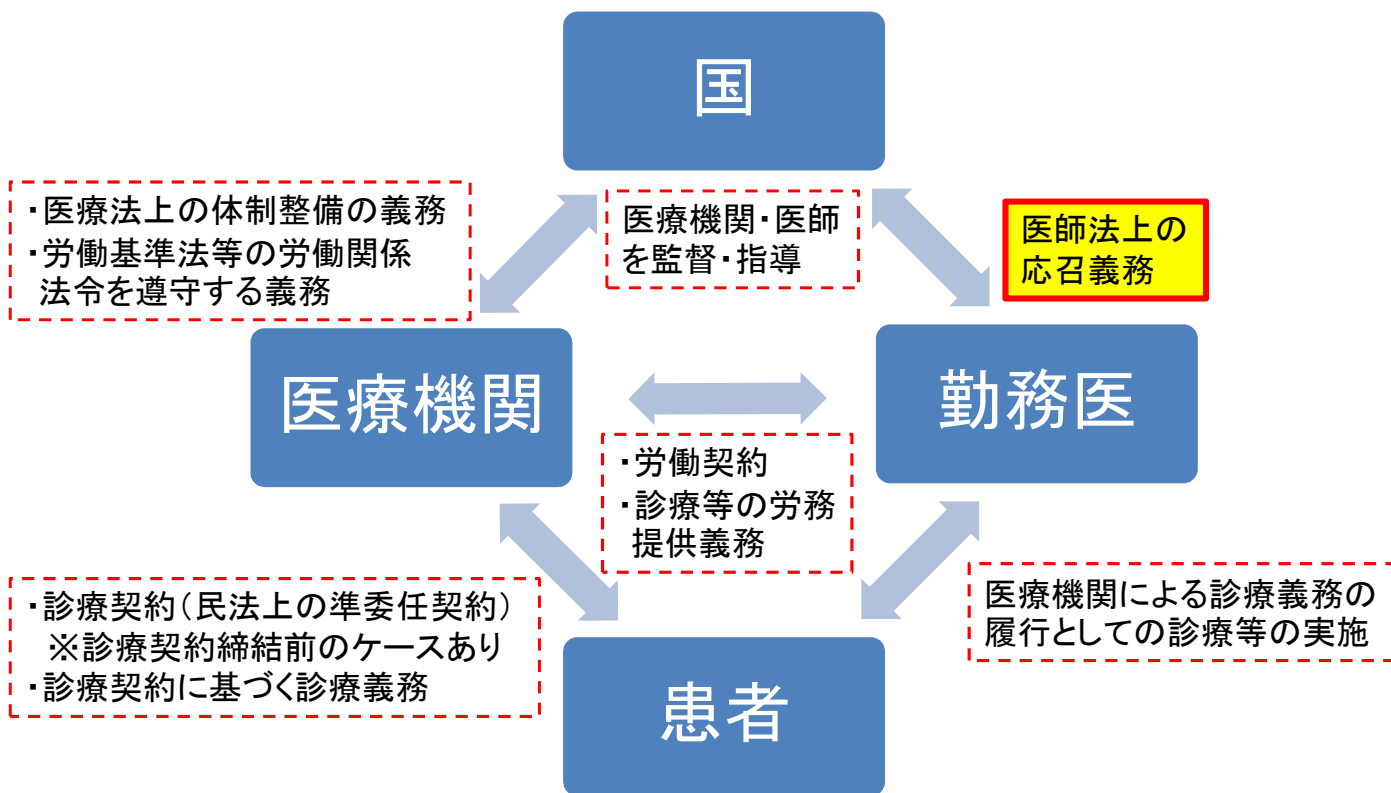 国
・医療法上の体制整備の義務
・労働基準法等の労働関係
法令を遵守する義務
医療機関・医師
を監督・指導
医師法上の
応召義務
医療機関
勤務医
・労働契約
・診療等の労務
提供義務
・診療契約（民法上の準委任契約）
※診療契約締結前のケースあり
・診療契約に基づく診療義務
医療機関による診療義務の
履行としての診療等の実施
患者